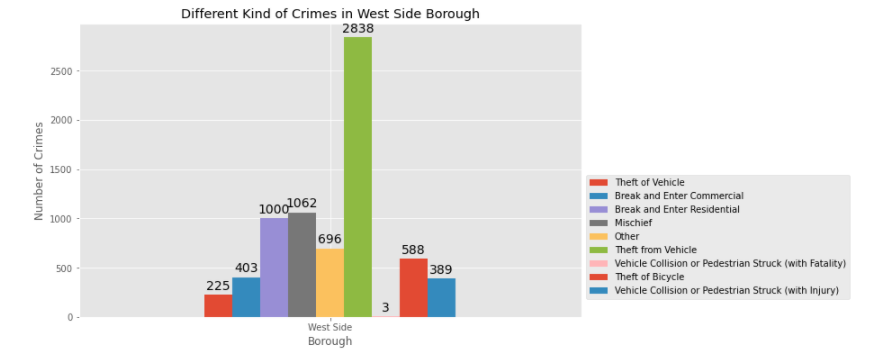 Different Kind of Crimes in West Side Borough
2838
2500
2000
1500
1000
500
0
Number of Crimes
225
403
1000
1062
696
3
588
389
West Side
Borough
Theft of Vehicle
Break and Enter Commercial
Break and Enter Residential
Mischief
Other
Theft from Vehicle
Vehicle Collision or Pedestrian Struck (with Fatality)
Theft of Bicycle
Vehicle Collision or Pedestrian Struck (with Injury)